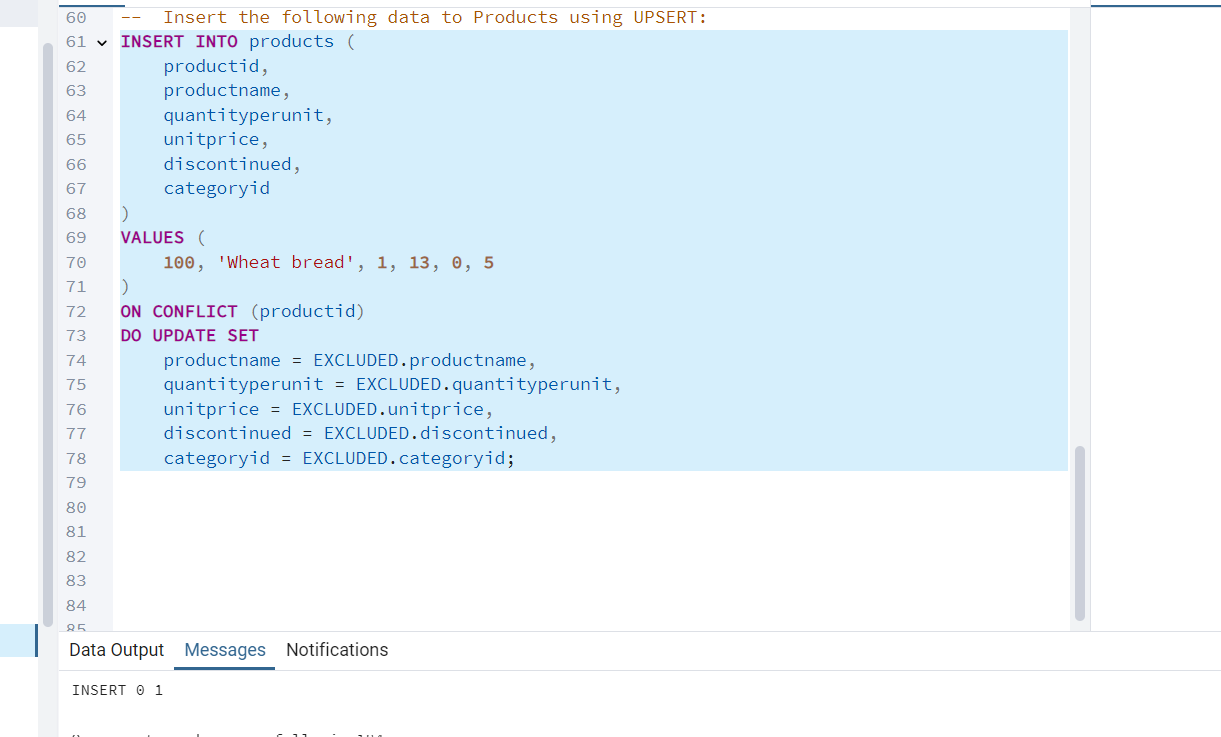 60 -- Insert the following data to Products using UPSERT:
61 INSERT INTO products (
62 productid,
63 productname,
64 quantityperunit,
65 unitprice,
66 discontinued,
67 categoryid
68 )
69 VALUES (
70 100, 'Wheat bread', 1, 13, 0, 5
71 )
72 ON CONFLICT (productid)
73 DO UPDATE SET
74 productname = EXCLUDED.productname,
75 quantityperunit = EXCLUDED.quantityperunit,
76 unitprice = EXCLUDED.unitprice,
77 discontinued = EXCLUDED.discontinued,
78 categoryid = EXCLUDED.categoryid;
79
80
81
82
83
84
85
Data Output Messages Notifications
INSERT 0 1